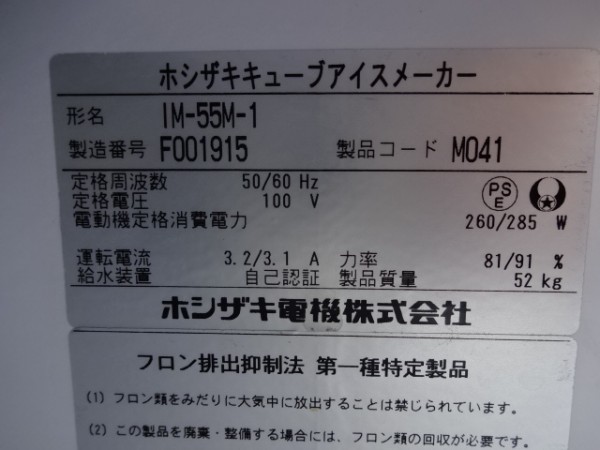 ホシザキキューブアイスメーカー
形名 IM-55M-1
製造番号 F001915 製品コード M041
定格周波数 50/60 Hz
定格電圧 100 V
PS E
電動機定格消費電力 260/285 W
運転電流 3.2/3.1 A 力率 81/91 %
給水装置 自己認証 製品質量 52 kg
ホシザキ電機株式会社
フロン排出抑制法 第一種特定製品
(1) フロン類をみだりに大気中に放出することは禁じられています。
(2) この製品を廃棄・整備する場合には、フロン類の回収が必要です。